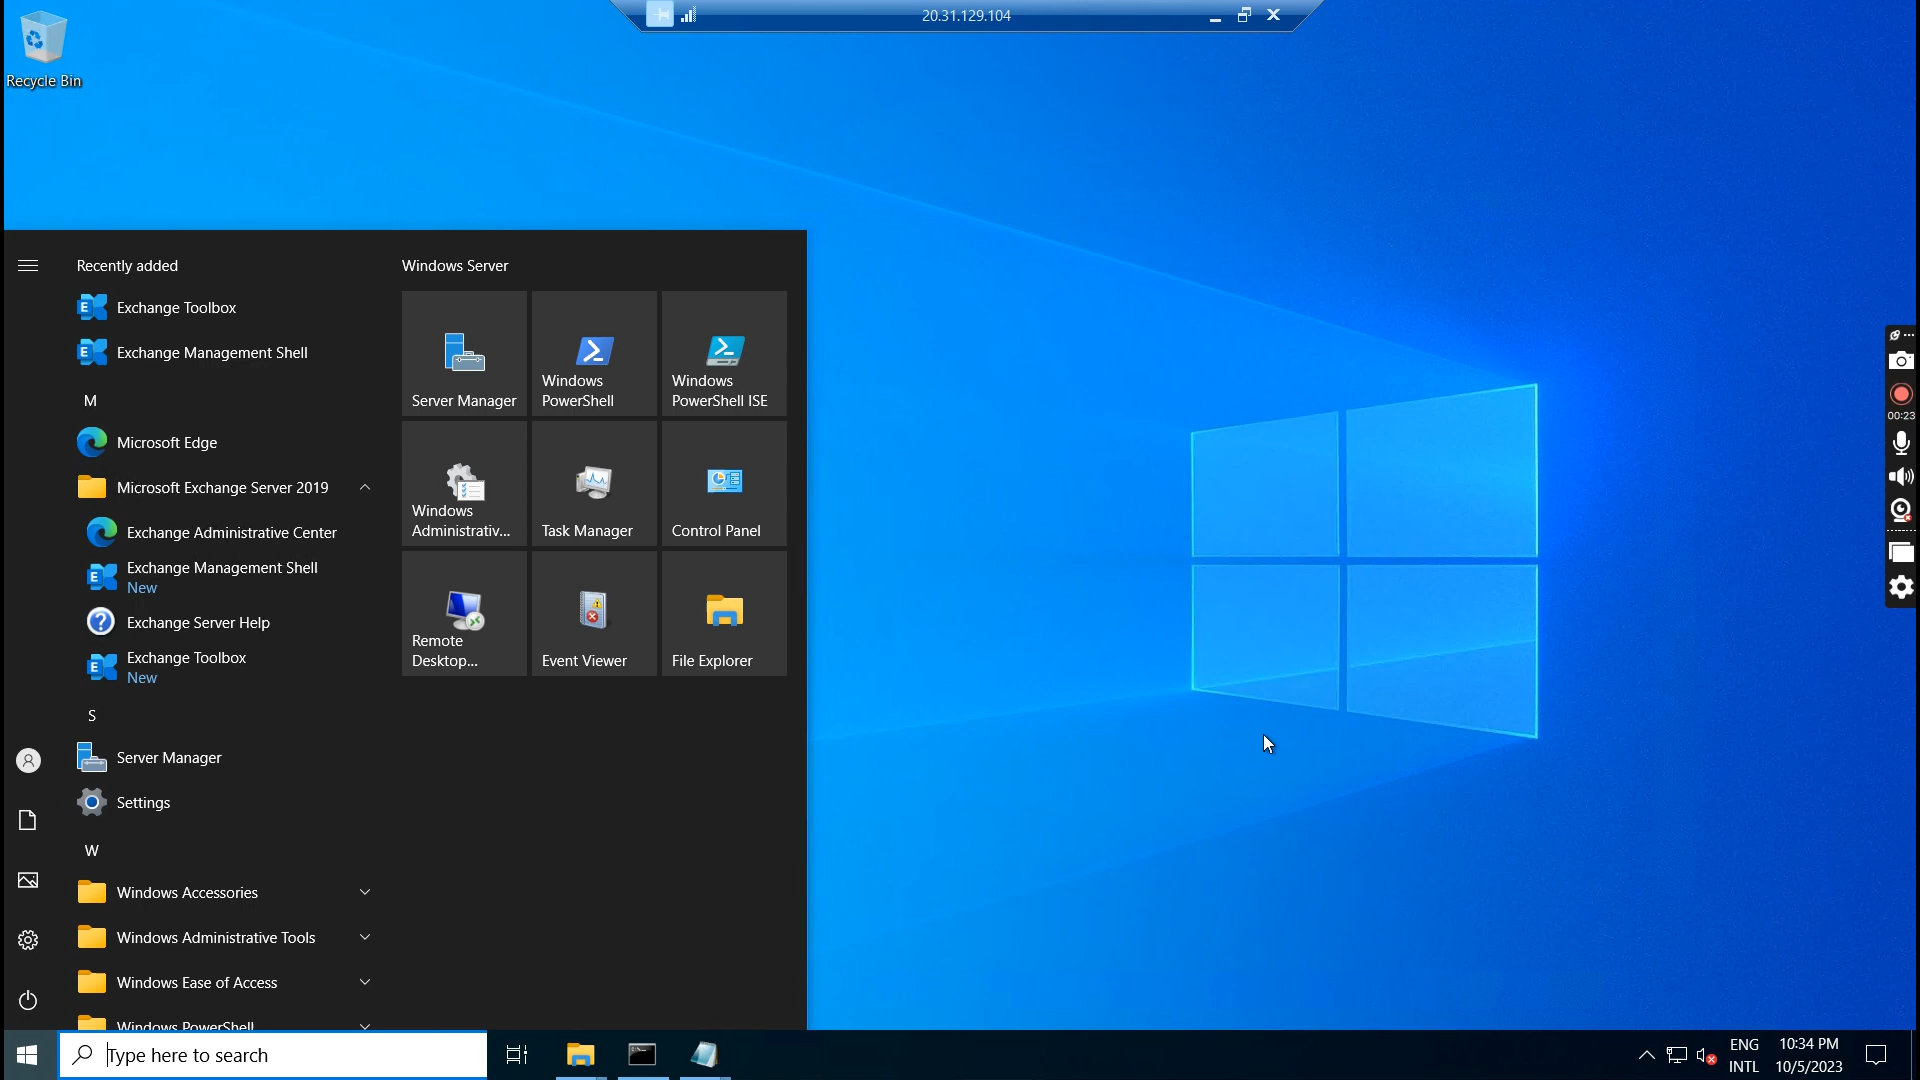 20.31.129.104
Recycle Bin
Recently added
Exchange Toolbox
Exchange Management Shell
M
Microsoft Edge
Microsoft Exchange Server 2019
Exchange Administrative Center
Exchange Management Shell
New
Exchange Server Help
Exchange Toolbox
New
S
Server Manager
Settings
W
Windows Accessories
Windows Administrative Tools
Windows Ease of Access
Windows PowerShell
Windows Server
Server Manager
Windows
PowerShell
Windows
PowerShell ISE
Windows
Administrativ...
Task Manager
Control Panel
Remote
Desktop...
Event Viewer
File Explorer
00:23
Type here to search
ENG
INTL
10:34 PM
10/5/2023